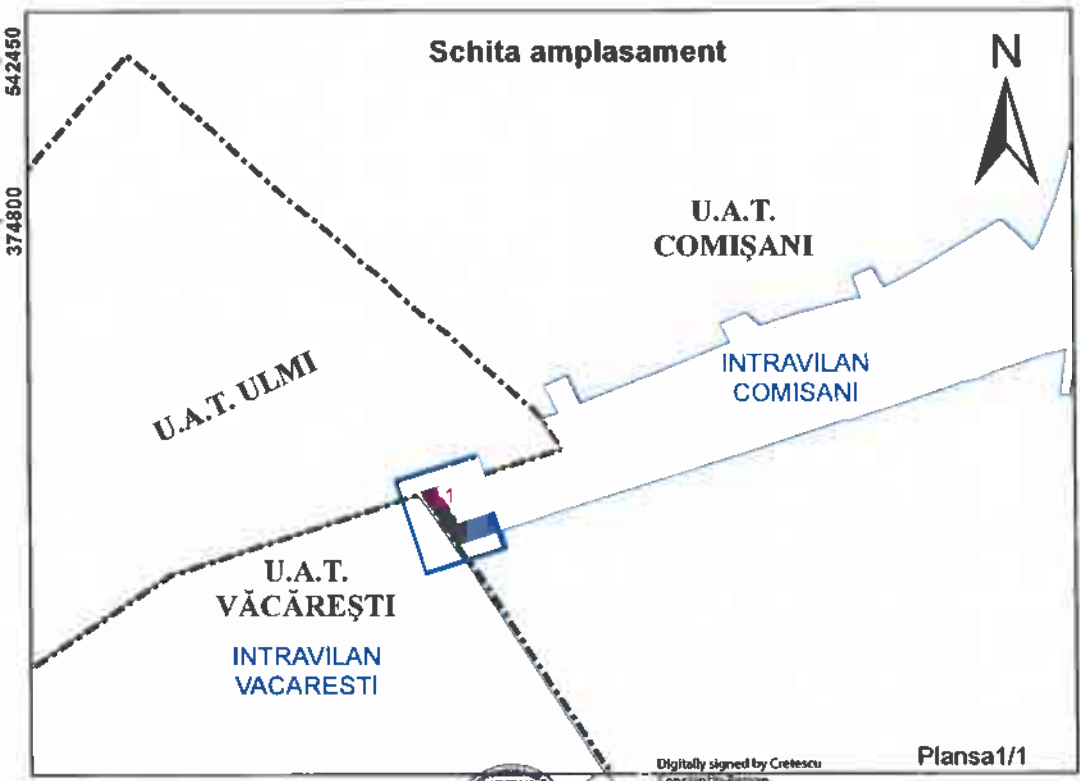 Schita amplasament
N
542450
374800
U.A.T.
COMIŞANI
U.A.T. ULMI
INTRAVILAN
COMISANI
1
U.A.T.
VĂCĂREŞTI
INTRAVILAN
VACARESTI
Digitally signed by Cretescu
Plansa1/1